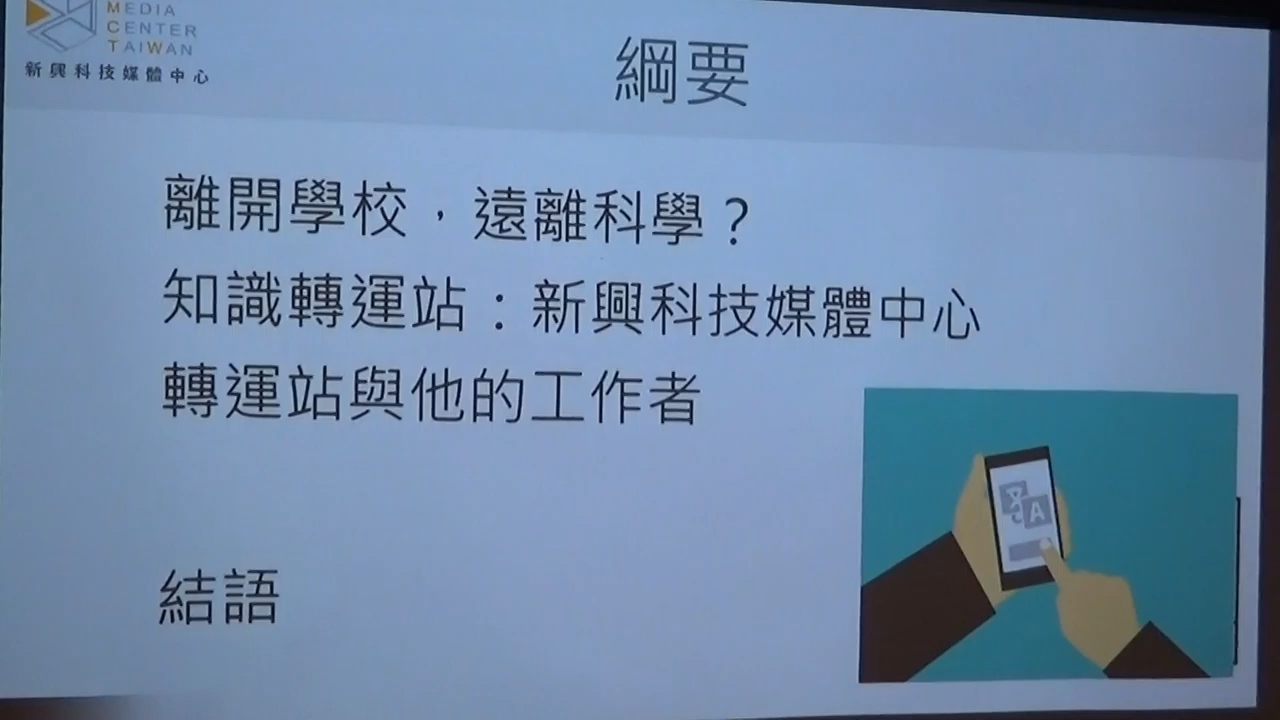 MEDIA
CENTER
TAIWAN
新興科技媒體中心
綱要
離開學校，遠離科學？
知識轉運站：新興科技媒體中心
轉運站與他的工作者
結語
A